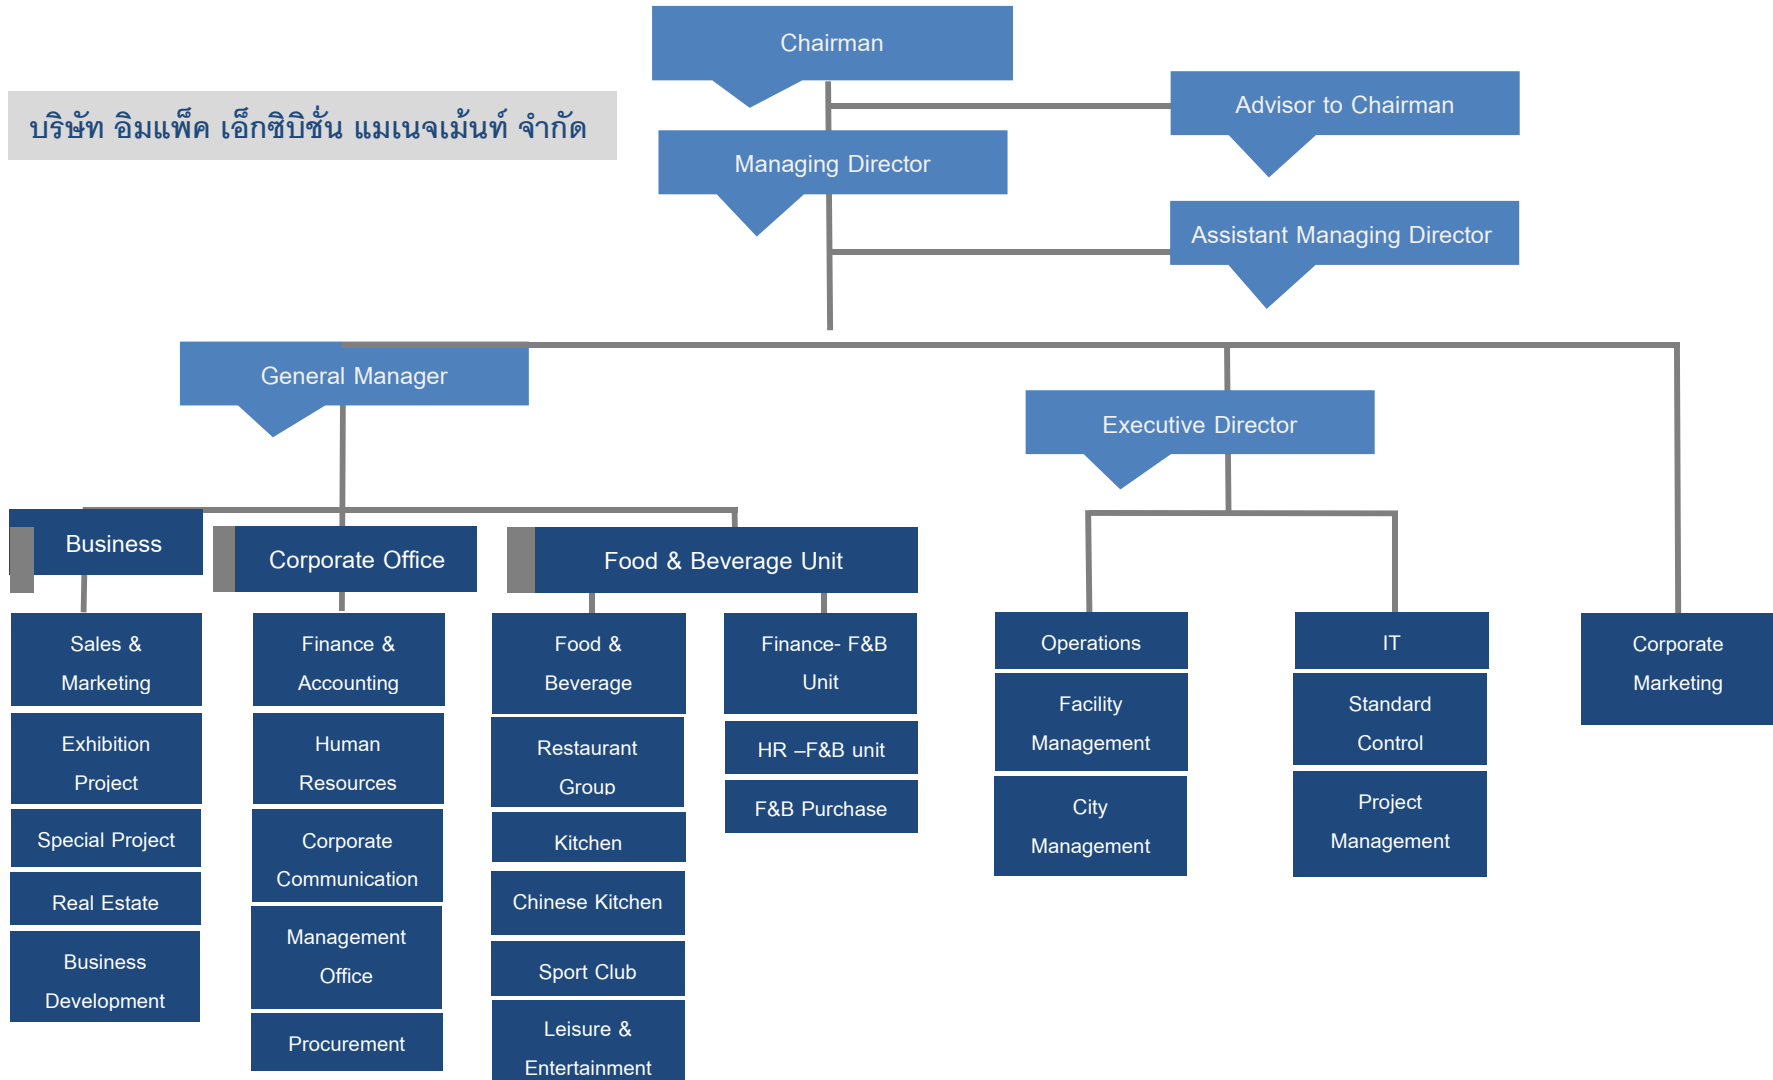 Chairman
Advisor to Chairman
บริษัท อิมแพ็ค เอ็กซิบิชั่น แมเนจเม้นท์ จำกัด
Managing Director
Assistant Managing Director
General Manager
Executive Director
Business
Corporate Office
Food & Beverage Unit
Sales &
Marketing
Exhibition
Project
Special Project
Real Estate
Business
Development
Finance &
Accounting
Human
Resources
Corporate
Communication
Management
Office
Procurement
Food &
Beverage
Restaurant
Group
Kitchen
Chinese Kitchen
Sport Club
Leisure &
Entertainment
Finance- F&B
Unit
HR –F&B unit
F&B Purchase
Operations
Facility
Management
City
Management
IT
Standard
Control
Project
Management
Corporate
Marketing